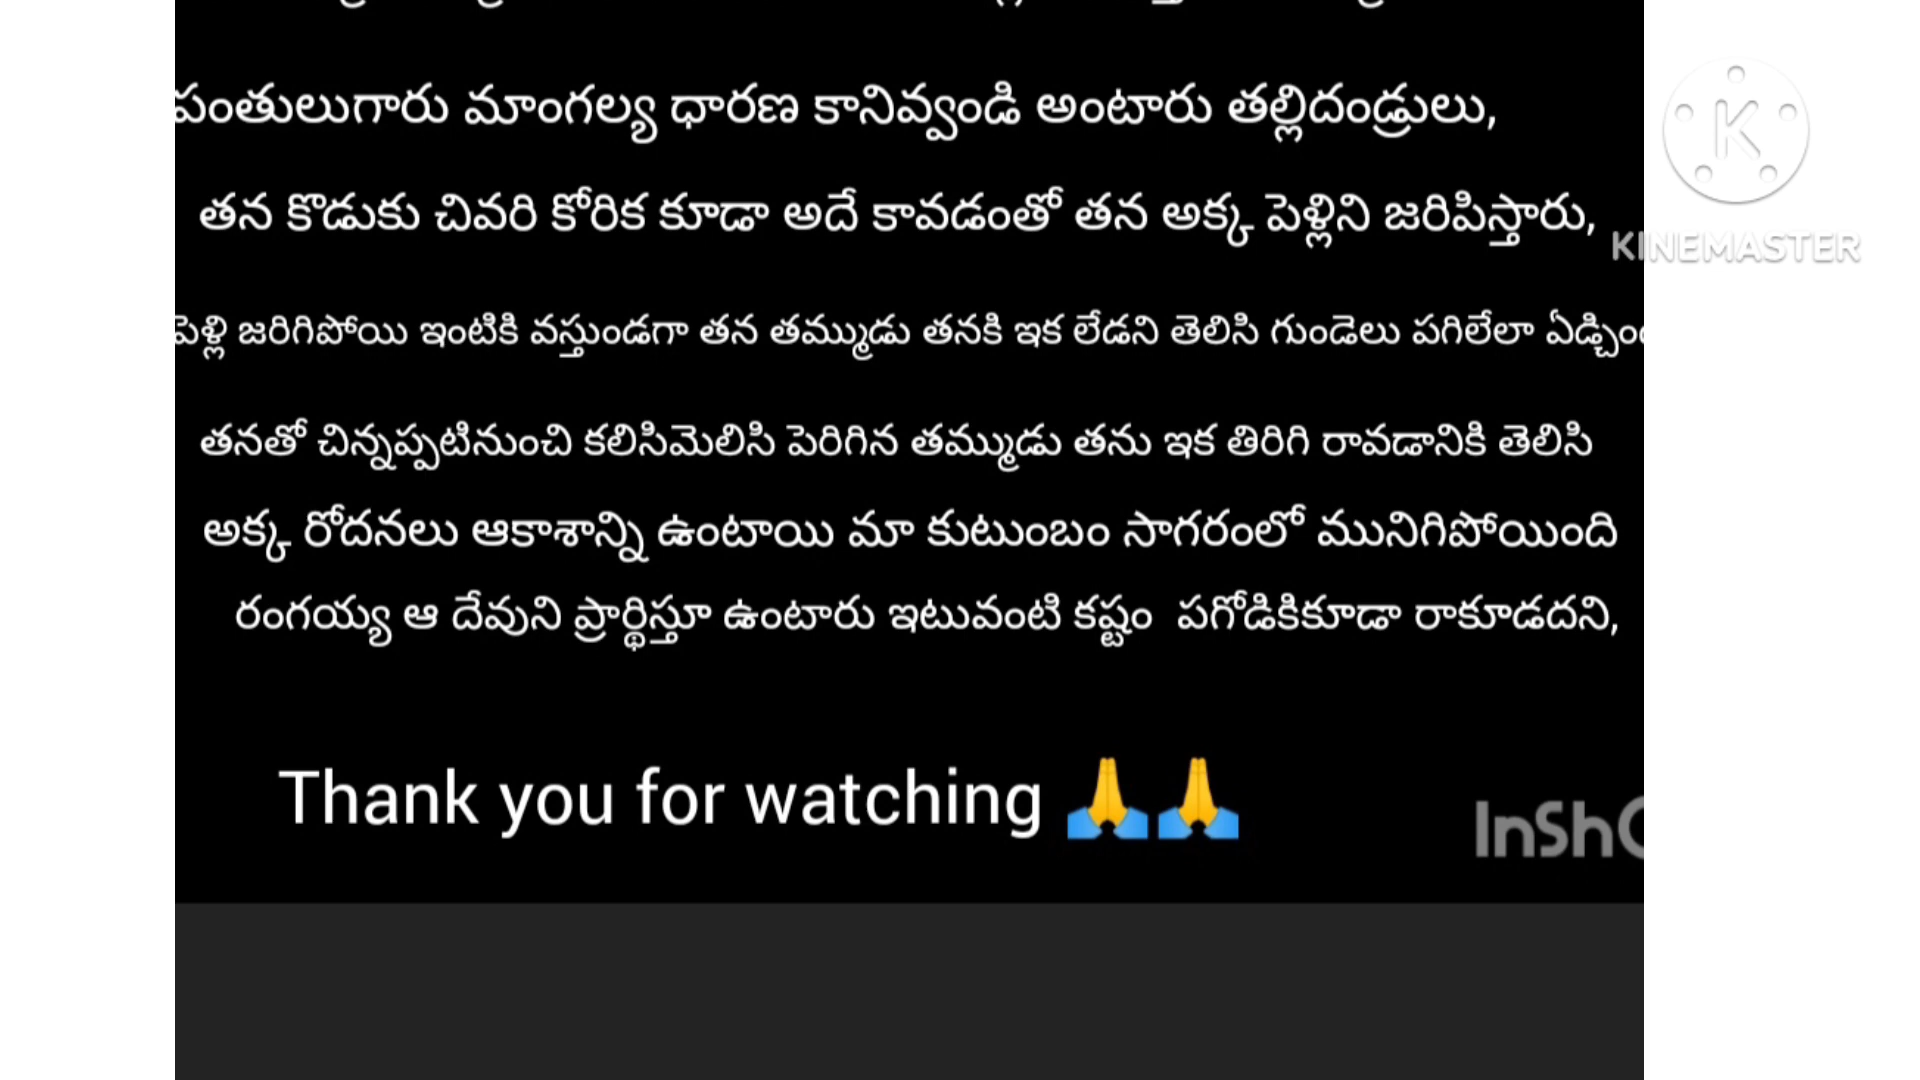 పంతులుగారు మాంగల్య ధారణ కానివ్వండి అంటారు తల్లిదండ్రులు,
తన కొడుకు చివరి కోరిక కూడా అదే కావడంతో తన అక్క పెళ్లిని జరిపిస్తారు,
KINEMASTER
పెళ్లి జరిగిపోయి ఇంటికి వస్తుండగా తన తమ్ముడు తనకి ఇక లేడని తెలిసి గుండెలు పగిలేలా
తనతో చిన్నప్పటినుంచి కలిసిమెలిసి పెరిగిన తమ్ముడు తను ఇక తిరిగి రావడానికి తెలిసి
అక్క రోదనలు ఆకాశాన్ని ఉంటాయి మా కుటుంబం సాగరంలో మునిగిపోయింది
రంగయ్య ఆ దేవుని ప్రార్థిస్తూ ఉంటారు ఇటువంటి కష్టం పగోడికికూడా రాకూడదని,
Thank you for watching 🙏🙏
InSh